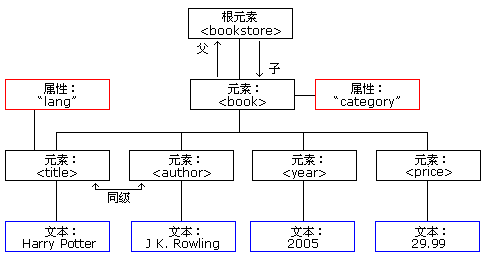 根元素
<bookstore>
父
子
属性：
“lang”
元素：
<book>
属性：
“category”
元素：
<title>
元素：
<author>
元素：
<year>
元素：
<price>
同级
文本：
Harry Potter
文本：
J K. Rowling
文本：
2005
文本：
29.99